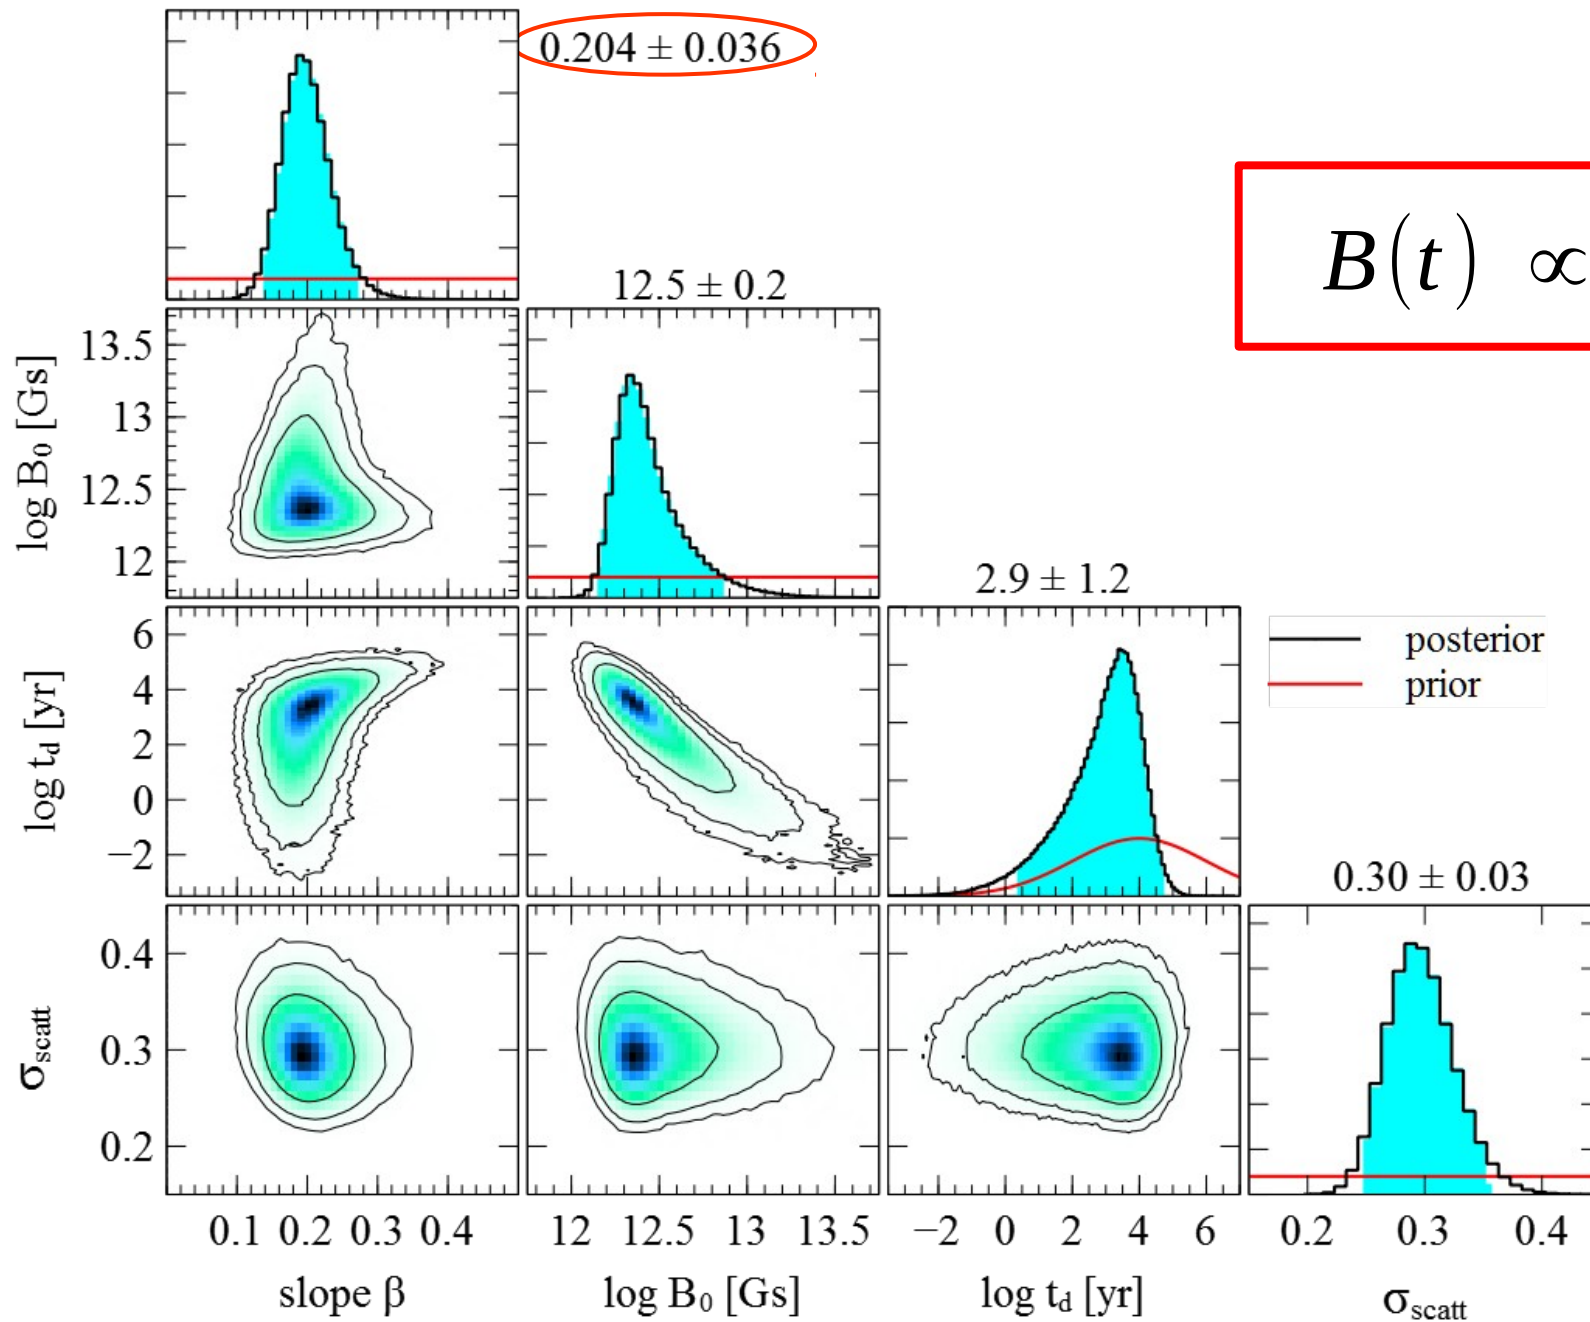 0.204 ± 0.036
B(t) ∝
12.5 ± 0.2
13.5
13
12.5
12
log B₀ [Gs]
2.9 ± 1.2
posterior
prior
6
4
2
0
−2
log t_d [yr]
0.30 ± 0.03
0.4
0.3
0.2
σ_scatt
0.1 0.2 0.3 0.4
12 12.5 13 13.5
−2 0 2 4 6
0.2 0.3 0.4
slope β
log B₀ [Gs]
log t_d [yr]
σ_scatt